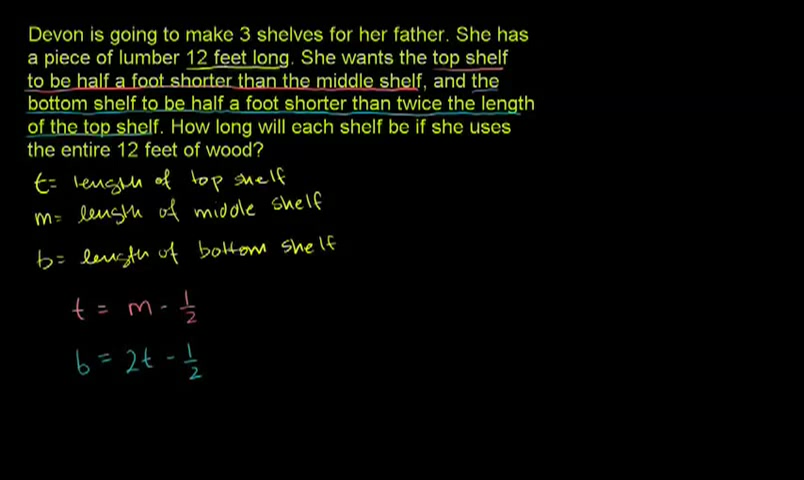 Devon is going to make 3 shelves for her father. She has
a piece of lumber 12 feet long. She wants the top shelf
to be half a foot shorter than the middle shelf, and the
bottom shelf to be half a foot shorter than twice the length
of the top shelf. How long will each shelf be if she uses
the entire 12 feet of wood?
t= length of top shelf
m= length of middle shelf
b= length of bottom shelf
t = m - 1/2
b = 2t - 1/2